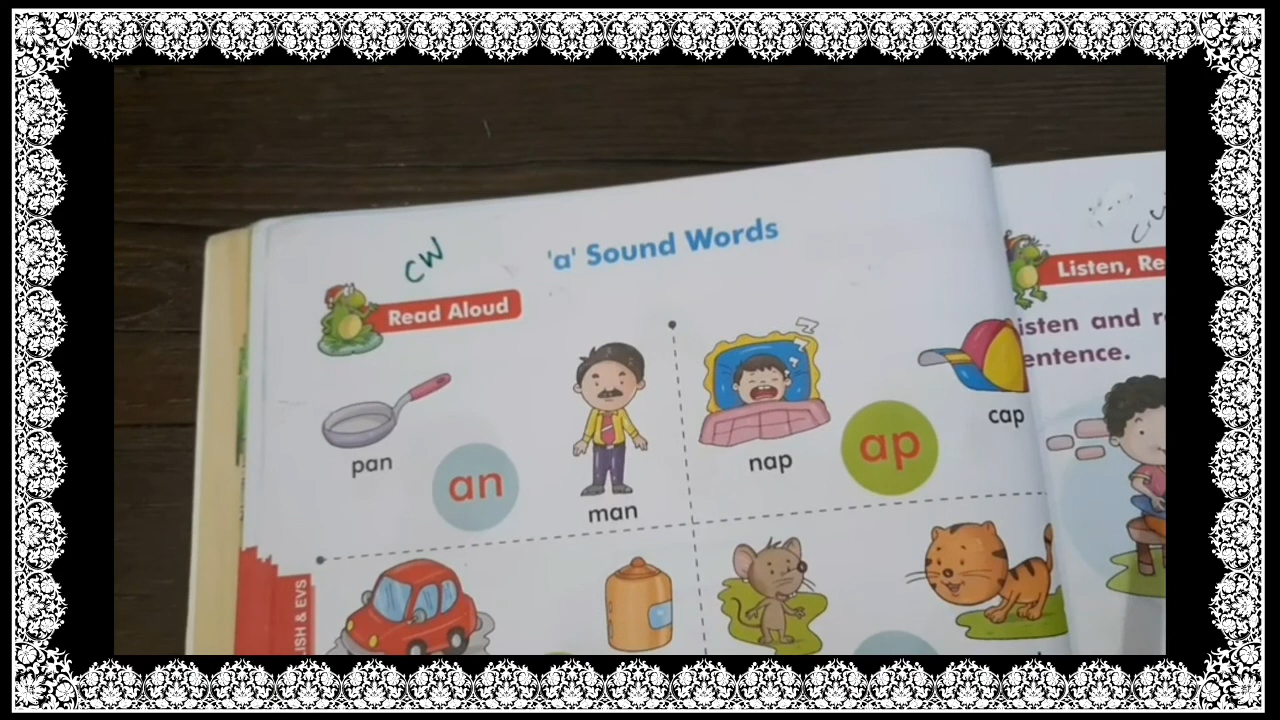 CW
'a' Sound Words
Read Aloud
pan
an
man
nap
ap
cap
LISH & EVS
Listen, Re
isten and r
entence.